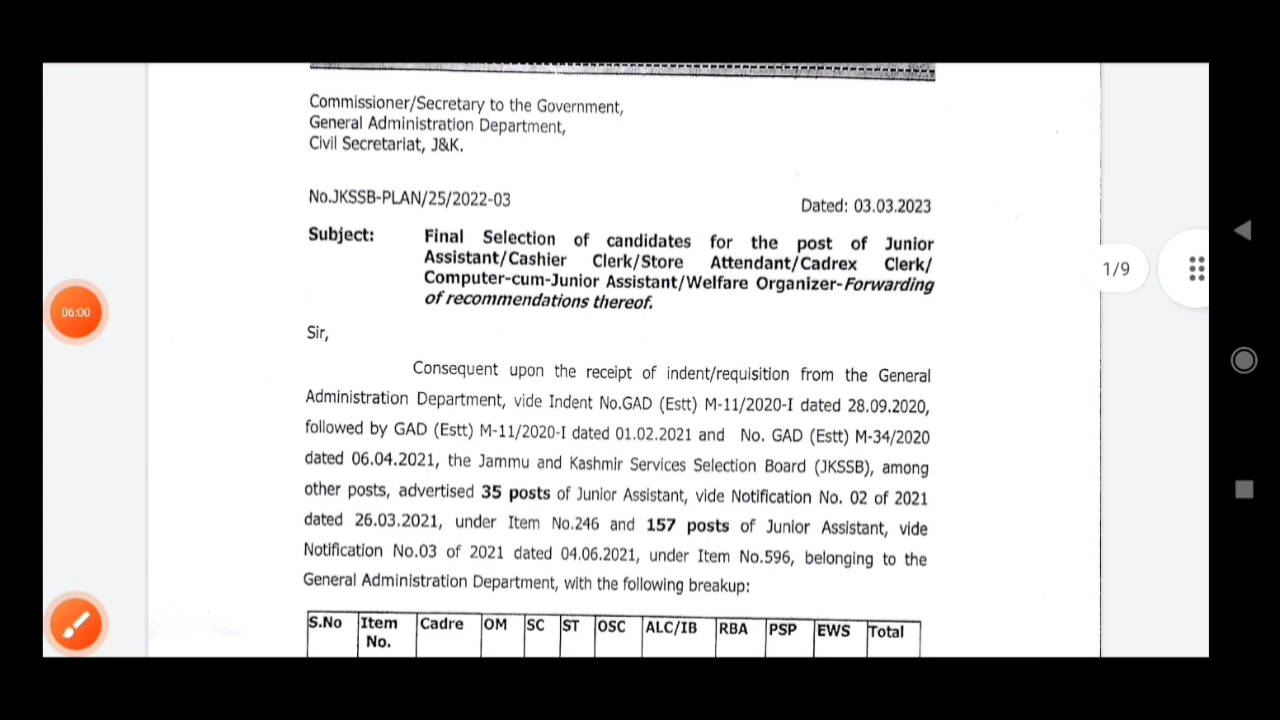 Commissioner/Secretary to the Government,
General Administration Department,
Civil Secretariat, J&K.
No.JKSSB-PLAN/25/2022-03 Dated: 03.03.2023
Subject: Final Selection of candidates for the post of Junior
Assistant/Cashier Clerk/Store Attendant/Cadrex Clerk/
Computer-cum-Junior Assistant/Welfare Organizer-Forwarding
of recommendations thereof.
1/9
06:00
Sir,
Consequent upon the receipt of indent/requisition from the General
Administration Department, vide Indent No.GAD (Estt) M-11/2020-I dated 28.09.2020,
followed by GAD (Estt) M-11/2020-I dated 01.02.2021 and No. GAD (Estt) M-34/2020
dated 06.04.2021, the Jammu and Kashmir Services Selection Board (JKSSB), among
other posts, advertised 35 posts of Junior Assistant, vide Notification No. 02 of 2021
dated 26.03.2021, under Item No.246 and 157 posts of Junior Assistant, vide
Notification No.03 of 2021 dated 04.06.2021, under Item No.596, belonging to the
General Administration Department, with the following breakup:
S.No Item No. Cadre OM SC ST OSC ALC/IB RBA PSP EWS Total